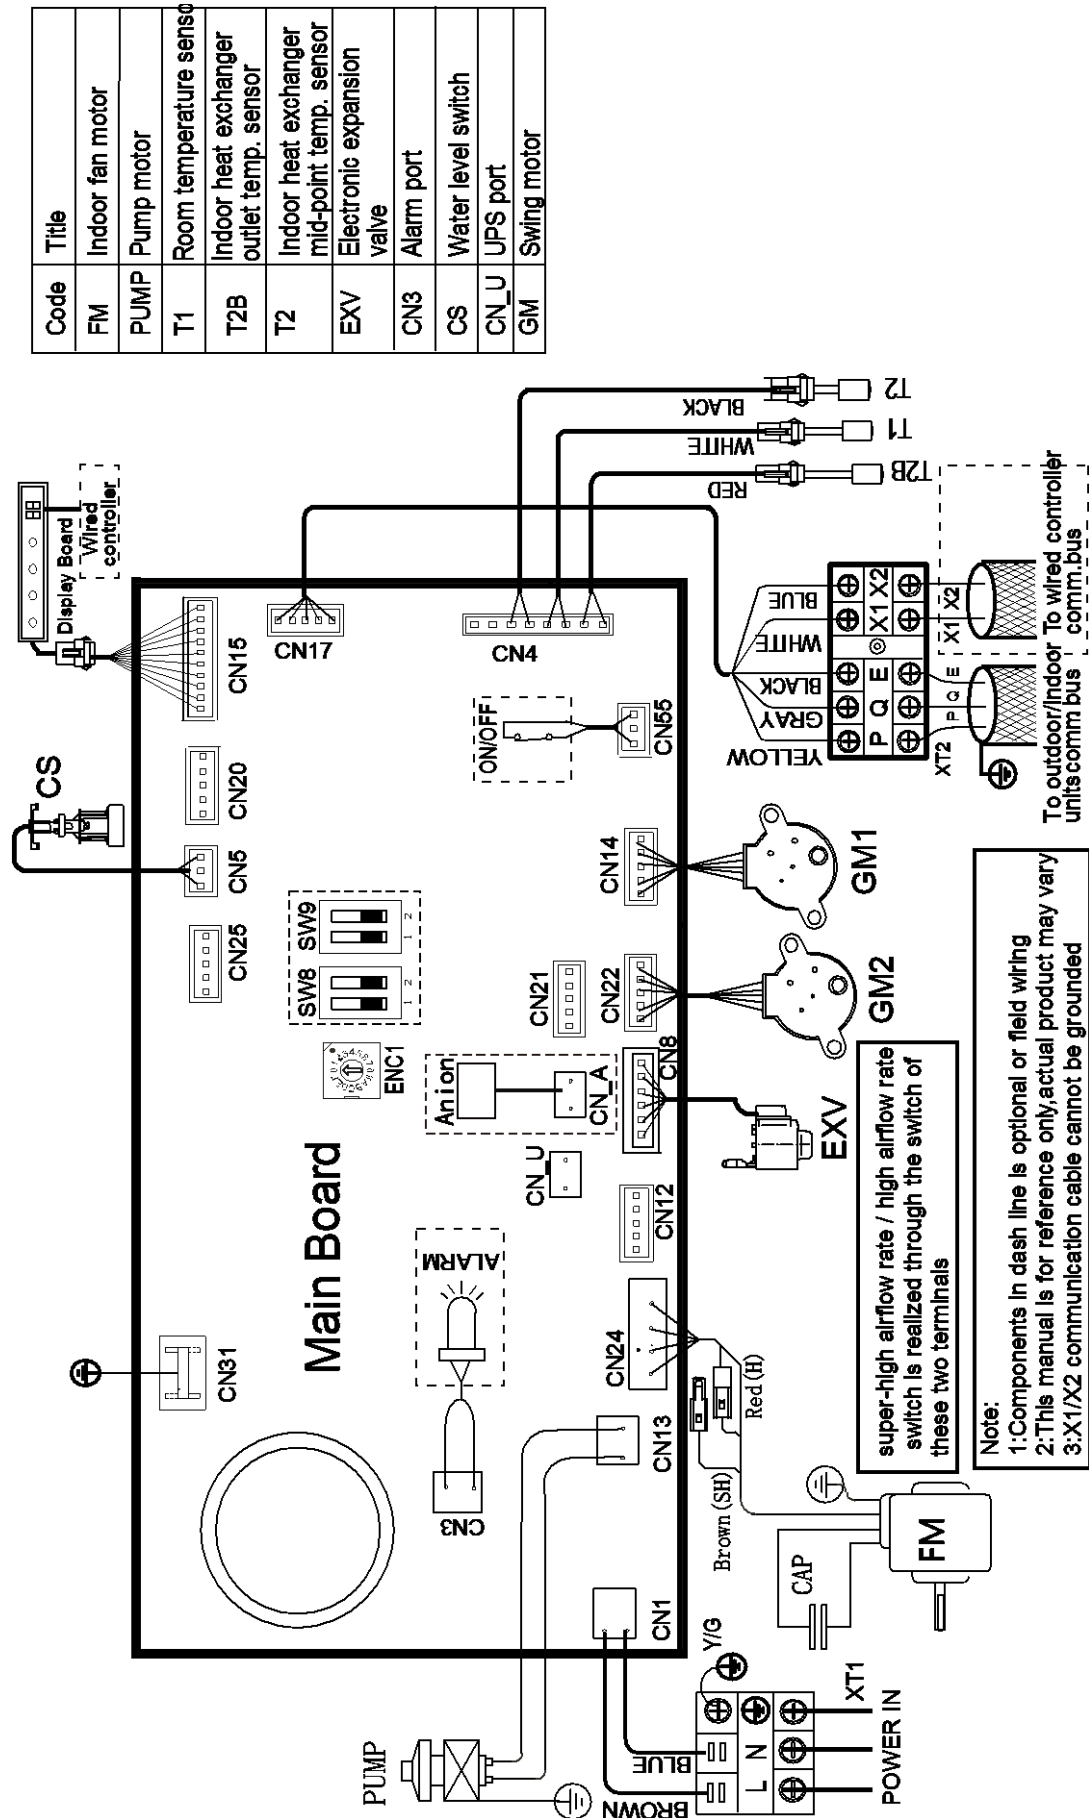 Code Title
FM Indoor fan motor
PUMP Pump motor
T1 Room temperature senso
T2B Indoor heat exchanger
outlet temp. sensor
T2 Indoor heat exchanger
mid-point temp. sensor
EXV Electronic expansion
valve
CN3 Alarm port
CS Water level switch
CN_U UPS port
GM Swing motor
Display Board
Wired
controller
CS
CN15
CN20
CN5
CN25
CN17
CN4
ON/OFF
CN55
SW9
1 2
SW8
1 2
ENC1
CN14
CN22
CN21
CN8
Anion
CN_A
CN_U
CN12
Main Board
ALARM
CN3
CN31
CN24
CN13
CN1
BLACK
T2
WHITE
T1
RED
T2B
BLUE
WHITE
BLACK
GRAY
YELLOW
P Q E X1 X2
XT2
P Q E
X1 X2
To outdoor/Indoor
units comm bus
To wired controller
comm.bus
GM1
GM2
EXV
Red(H)
Brown(SH)
CAP
FM
PUMP
BROWN
BLUE
Y/G
L N
XT1
POWER IN
super-high airflow rate / high airflow rate
switch is realized through the switch of
these two terminals
Note:
1:Components in dash line is optional or field wiring
2:This manual is for reference only,actual product may vary
3:X1/X2 communication cable cannot be grounded